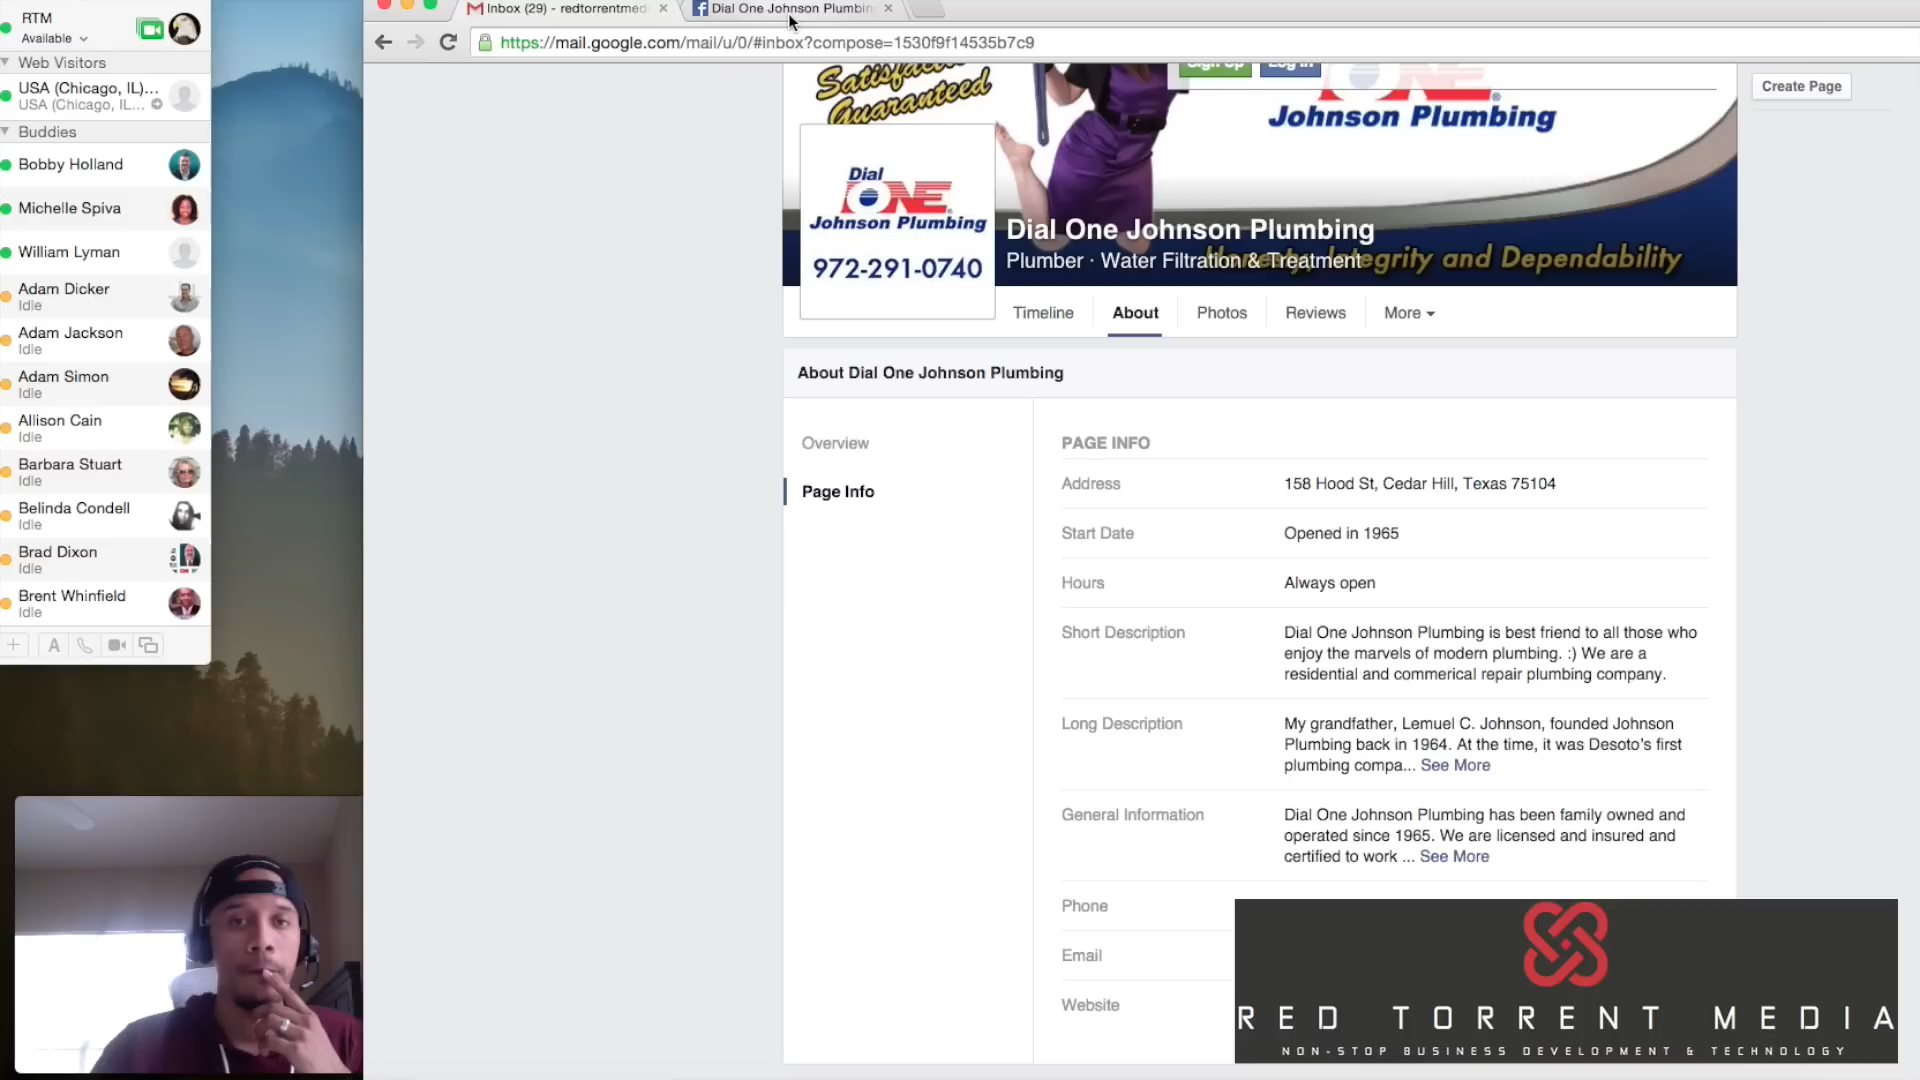 RTM
Available
Web Visitors
USA (Chicago, IL)...
USA (Chicago, IL...
Buddies
Bobby Holland
Michelle Spiva
William Lyman
Adam Dicker
Idle
Adam Jackson
Idle
Adam Simon
Idle
Allison Cain
Idle
Barbara Stuart
Idle
Belinda Condell
Idle
Brad Dixon
Idle
Brent Whinfield
Idle
Inbox (29) - redtorrentmed
Dial One Johnson Plumbin
https://mail.google.com/mail/u/0/#inbox?compose=1530f9f14535b7c9
Sign Up Log In
Create Page
Satisfaction
Guaranteed
ONE
Johnson Plumbing
Dial
ONE
Johnson Plumbing
972-291-0740
Dial One Johnson Plumbing
Plumber · Water Filtration & Treatment
Integrity and Dependability
Timeline
About
Photos
Reviews
More
About Dial One Johnson Plumbing
Overview
Page Info
PAGE INFO
Address 158 Hood St, Cedar Hill, Texas 75104
Start Date Opened in 1965
Hours Always open
Short Description Dial One Johnson Plumbing is best friend to all those who
enjoy the marvels of modern plumbing. :) We are a
residential and commerical repair plumbing company.
Long Description My grandfather, Lemuel C. Johnson, founded Johnson
Plumbing back in 1964. At the time, it was Desoto's first
plumbing compa... See More
General Information Dial One Johnson Plumbing has been family owned and
operated since 1965. We are licensed and insured and
certified to work ... See More
Phone
Email
Website
RED TORRENT MEDIA
NON-STOP BUSINESS DEVELOPMENT & TECHNOLOGY